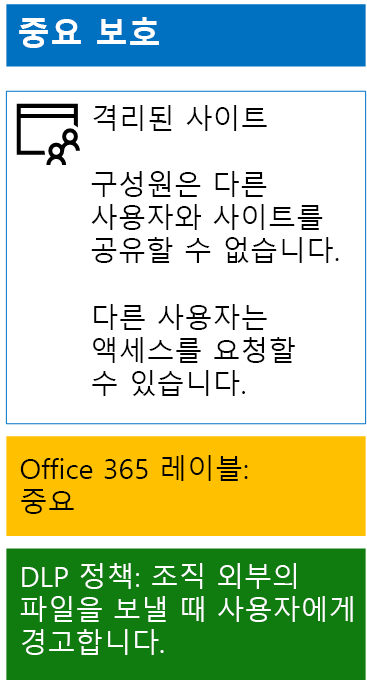 중요 보호
격리된 사이트
구성원은 다른
사용자와 사이트를
공유할 수 없습니다.
다른 사용자는
액세스를 요청할
수 있습니다.
Office 365 레이블:
중요
DLP 정책: 조직 외부의
파일을 보낼 때 사용자에게
경고합니다.